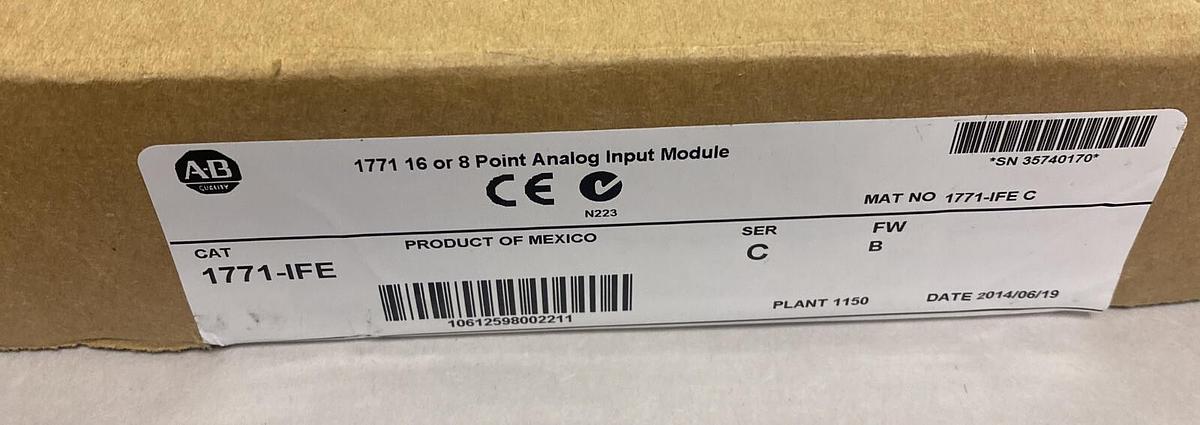 A-B
QUALITY
1771 16 or 8 Point Analog Input Module
CE
N223
*SN 35740170*
MAT NO 1771-IFE C
CAT
1771-IFE
PRODUCT OF MEXICO
10612598002211
SER
C
FW
B
PLANT 1150
DATE 2014/06/19